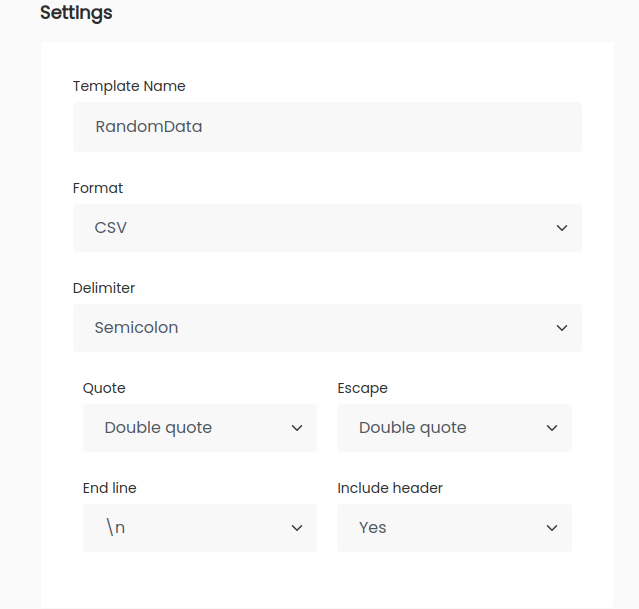 Settings
Template Name
RandomData
Format
CSV
Delimiter
Semicolon
Quote
Escape
Double quote
Double quote
End line
Include header
\n
Yes